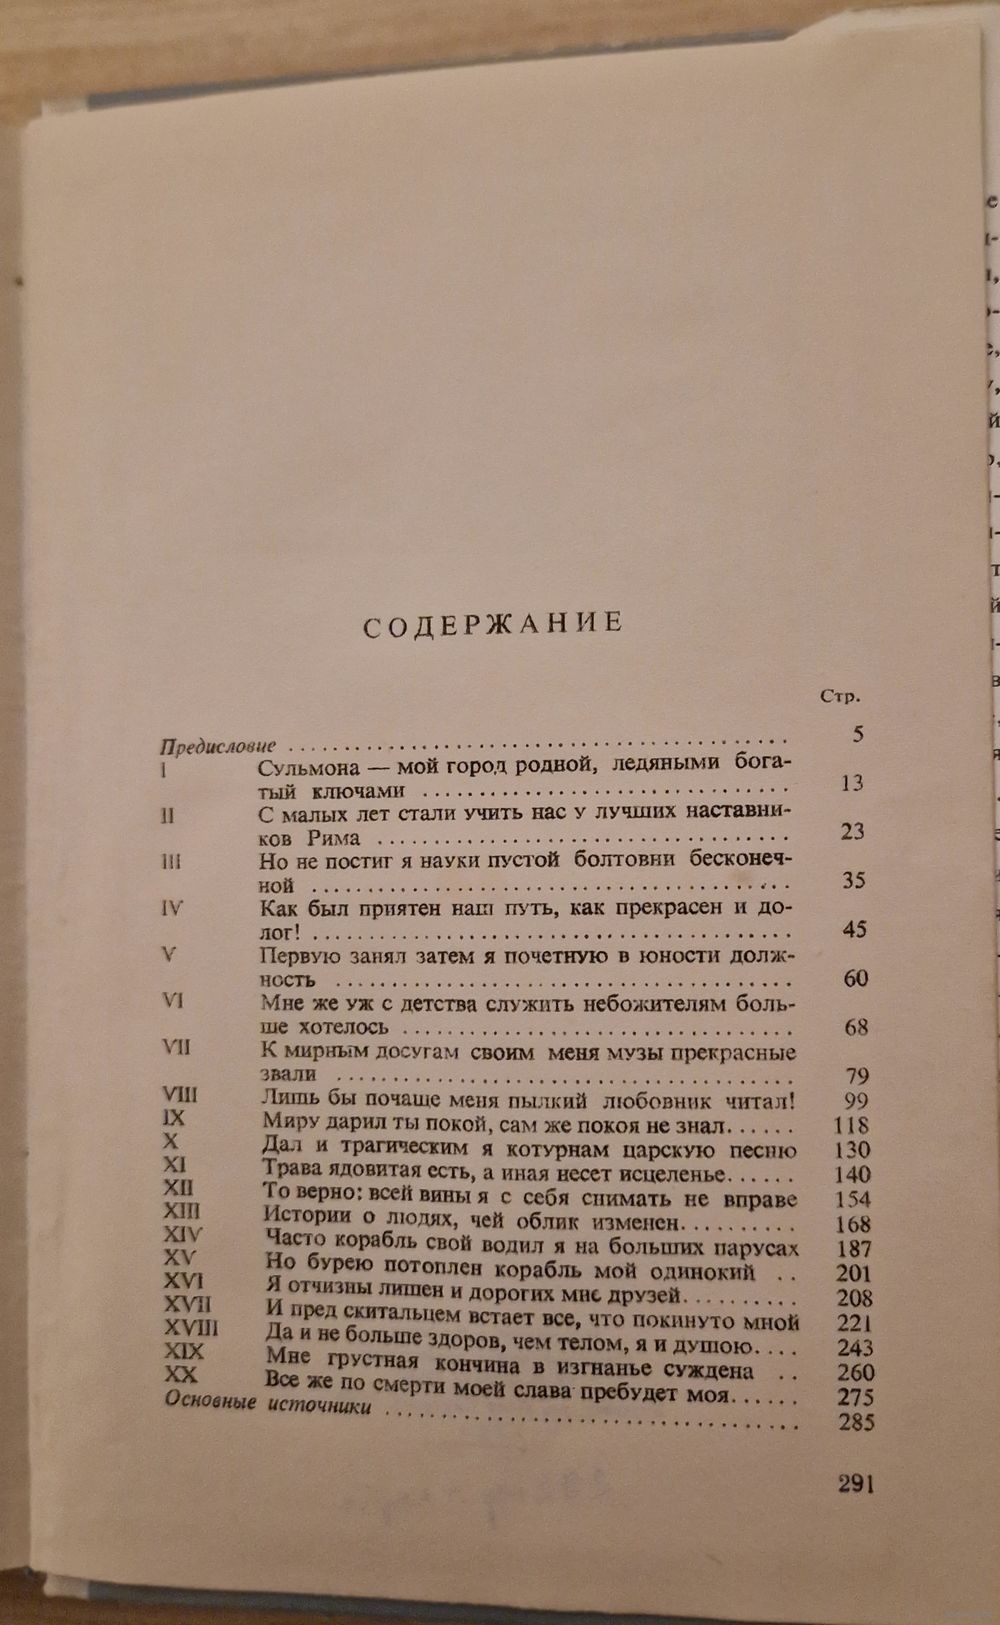 СОДЕРЖАНИЕ
Стр.
Предисловие 5
I Сульмона — мой город родной, ледяными бога-
тый ключами 13
II С малых лет стали учить нас у лучших наставни-
ков Рима 23
III Но не постиг я науки пустой болтовни бесконеч-
ной 35
IV Как был приятен наш путь, как прекрасен и до-
лог! 45
V Первую занял затем я почетную в юности долж-
ность 60
VI Мне же уж с детства служить небожителям боль-
ше хотелось 68
VII К мирным досугам своим меня музы прекрасные
звали 79
VIII Лишь бы почаще меня пылкий любовник читал! 99
IX Миру дарил ты покой, сам же покоя не знал 118
X Дал и трагическим я котурнам царскую песню 130
XI Трава ядовитая есть, а иная несет исцеленье 140
XII То верно: всей вины я с себя снимать не вправе 154
XIII Истории о людях, чей облик изменен 168
XIV Часто корабль свой водил я на больших парусах 187
XV Но бурею потоплен корабль мой одинокий 201
XVI Я отчизны лишен и дорогих мне друзей 208
XVII И пред скитальцем встает все, что покинуто мной 221
XVIII Да и не больше здоров, чем телом, я и душою 243
XIX Мне грустная кончина в изгнанье суждена 260
XX Все же по смерти моей слава пребудет моя 275
Основные источники 285
291